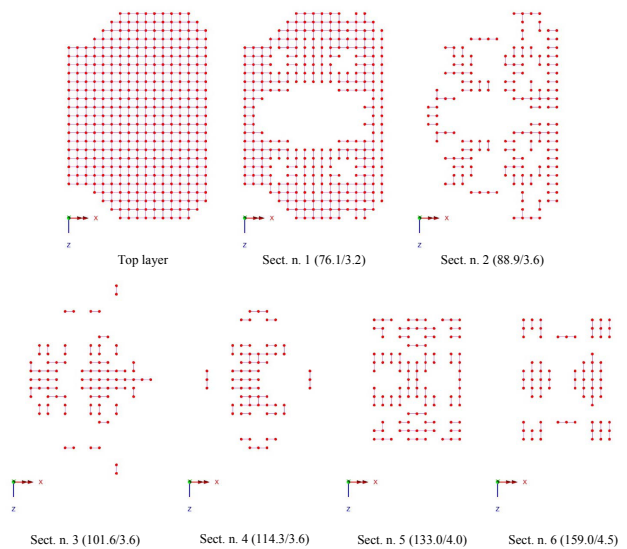 X
X
X
Z
Z
Z
Top layer
Sect. n. 1 (76.1/3.2)
Sect. n. 2 (88.9/3.6)
X
X
X
X
Z
Z
Z
Z
Sect. n. 3 (101.6/3.6)
Sect. n. 4 (114.3/3.6)
Sect. n. 5 (133.0/4.0)
Sect. n. 6 (159.0/4.5)